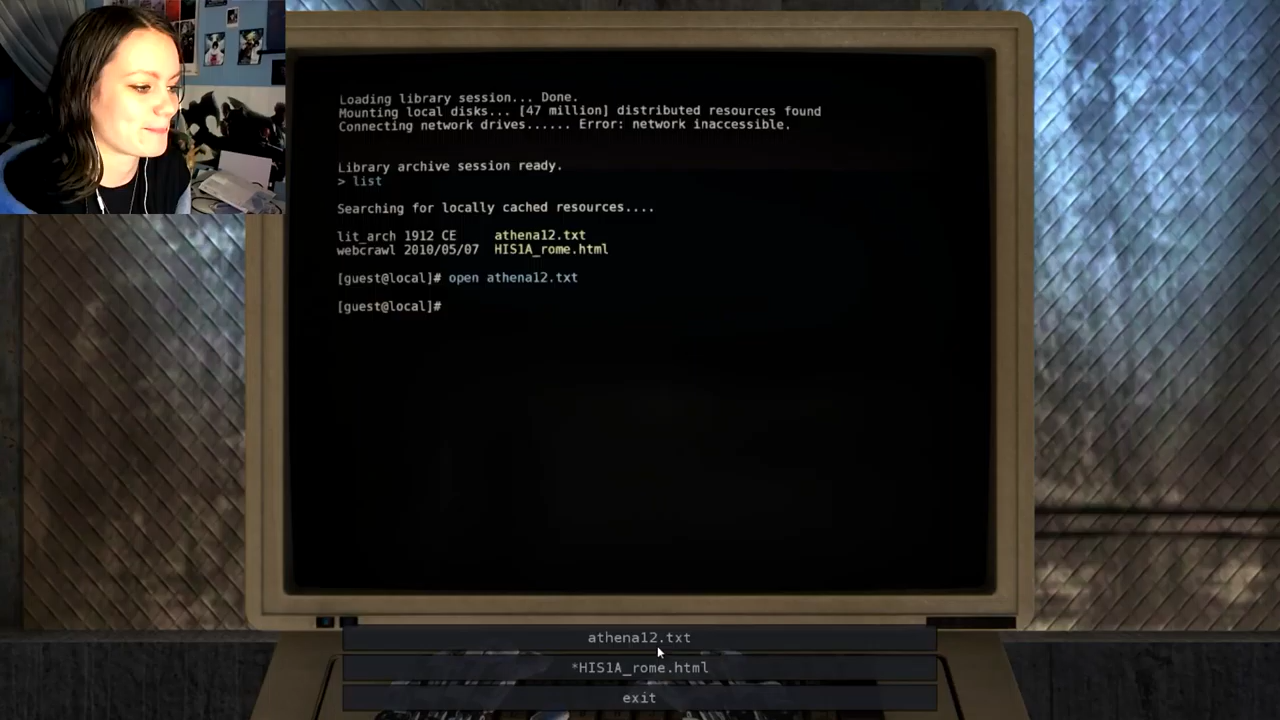 Loading library session... Done.
Mounting local disks... [47 million] distributed resources found
Connecting network drives...... Error: network inaccessible.
Library archive session ready.
> list
Searching for locally cached resources....
lit_arch 1912 CE athena12.txt
webcrawl 2010/05/07 HIS1A_rome.html
[guest@local]# open athena12.txt
[guest@local]#
athena12.txt
*HIS1A_rome.html
exit